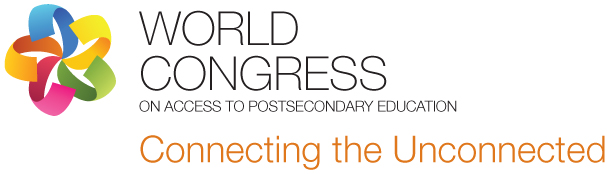 WORLD
CONGRESS
ON ACCESS TO POSTSECONDARY EDUCATION
Connecting the Unconnected